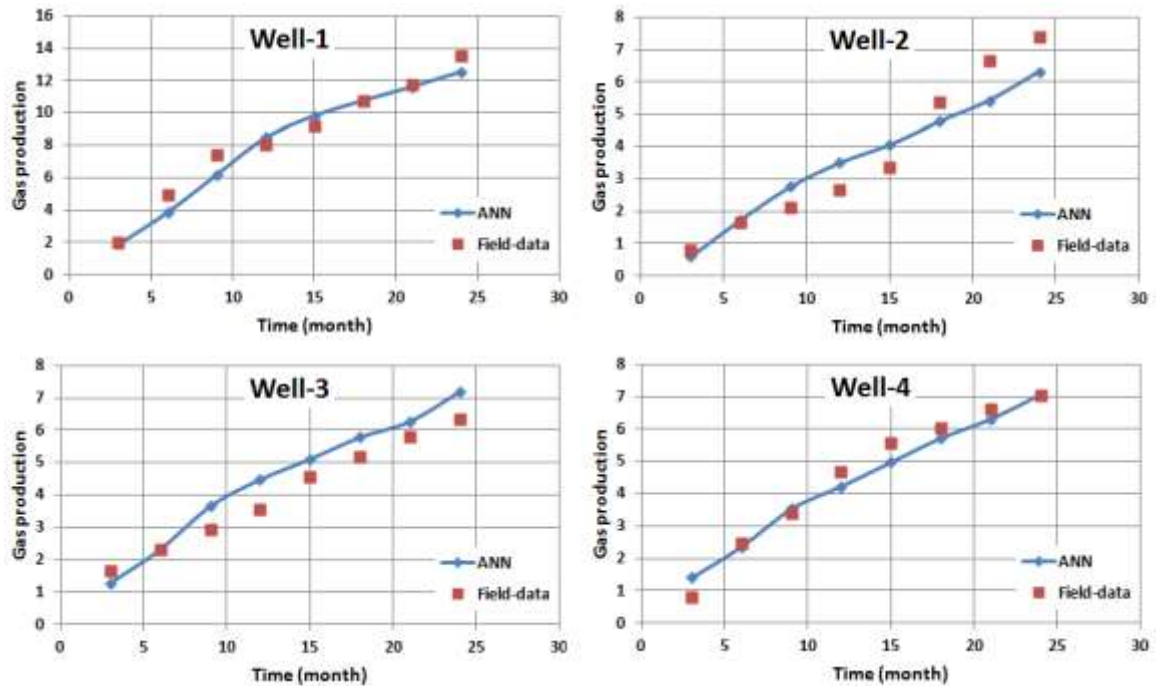 Well-1
Gas production
16
14
12
10
8
6
4
2
0
0 5 10 15 20 25 30
Time (month)
ANN
Field-data
Well-2
Gas production
8
7
6
5
4
3
2
1
0
0 5 10 15 20 25 30
Time (month)
ANN
Field-data
Well-3
Gas production
8
7
6
5
4
3
2
1
0
0 5 10 15 20 25 30
Time (month)
ANN
Field-data
Well-4
Gas production
8
7
6
5
4
3
2
1
0
0 5 10 15 20 25 30
Time (month)
ANN
Field-data